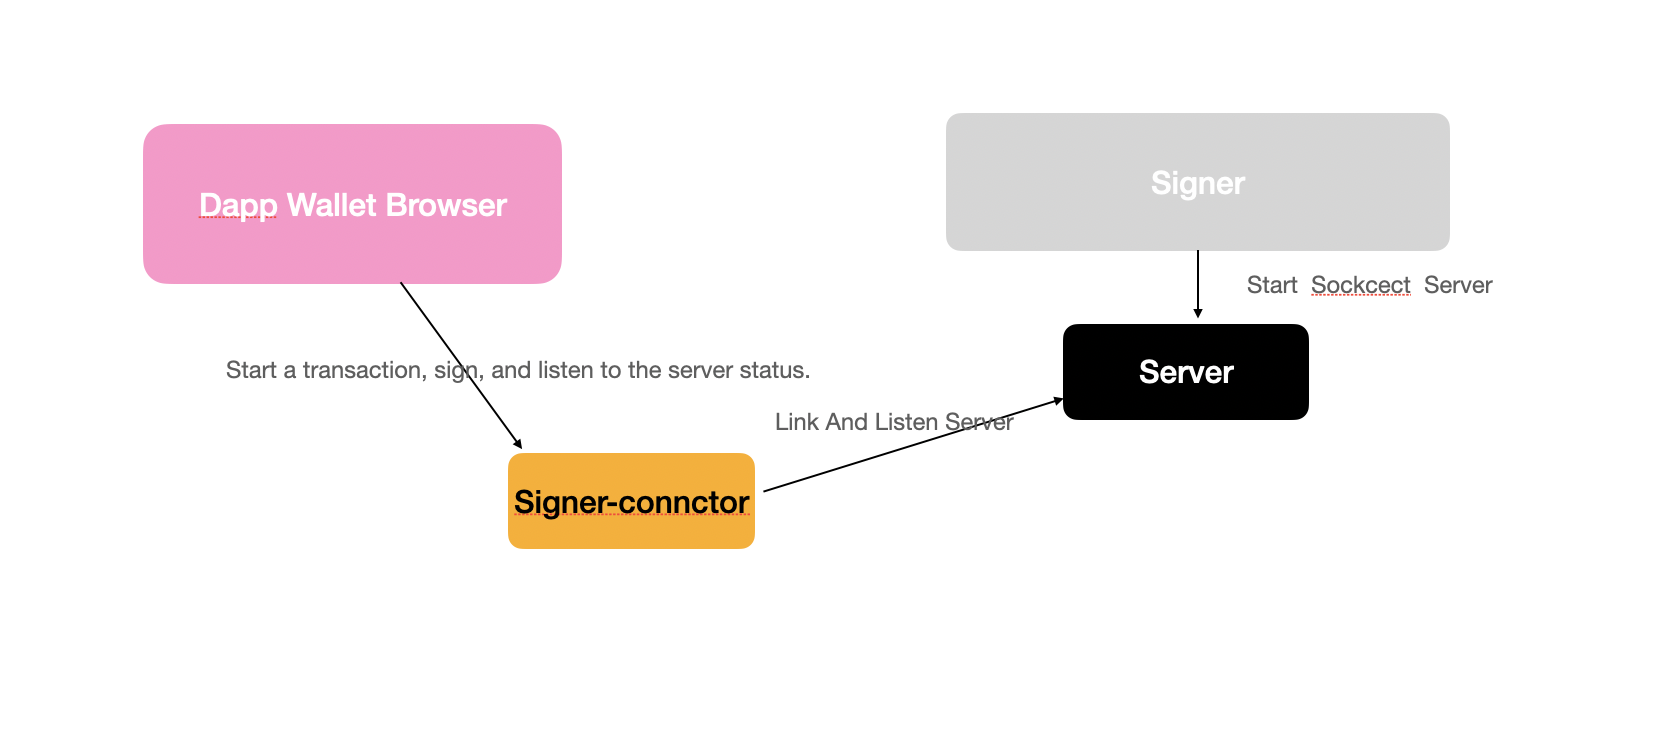 Dapp Wallet Browser
Signer
Start Sockcect Server
Server
Start a transaction, sign, and listen to the server status.
Link And Listen Server
Signer-connctor